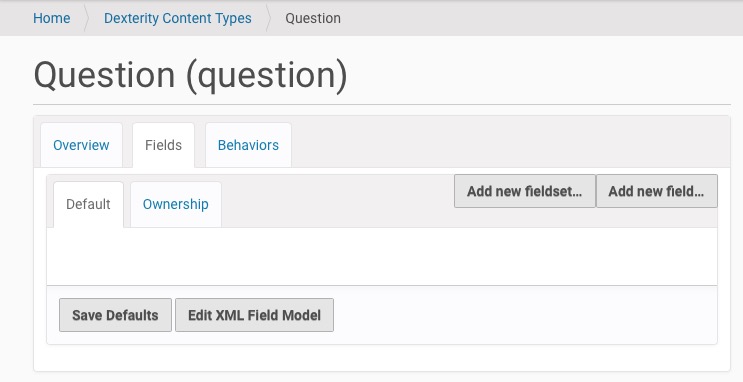 Home Dexterity Content Types Question
Question (question)
Overview Fields Behaviors
Default Ownership Add new fieldset... Add new field...
Save Defaults Edit XML Field Model